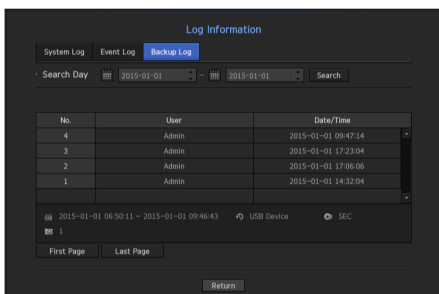 Log Information
System Log Event Log Backup Log
Search Day 2015-01-01 ~ 2015-01-01 Search
No. User Date/Time
4 Admin 2015-01-01 09:47:14
3 Admin 2015-01-01 17:23:04
2 Admin 2015-01-01 17:06:06
1 Admin 2015-01-01 14:32:04
2015-01-01 06:50:11 ~ 2015-01-01 09:46:43 USB Device SEC
1
First Page Last Page
Return